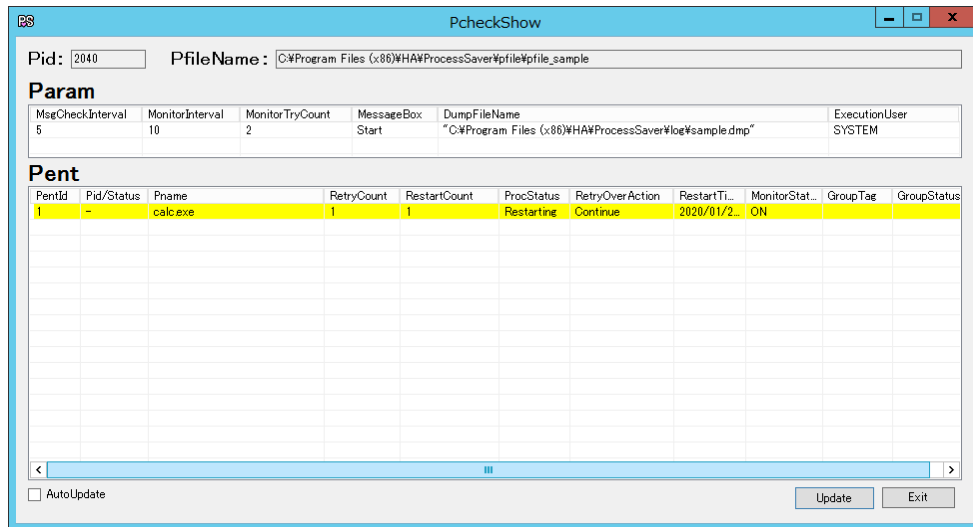 PS PcheckShow
Pid: 2040 PfileName: C:¥Program Files (x86)¥HA¥ProcessSaver¥pfile¥pfile_sample
Param
MsgCheckInterval MonitorInterval MonitorTryCount MessageBox DumpFileName ExecutionUser
5 10 2 Start "C:¥Program Files (x86)¥HA¥ProcessSaver¥log¥sample.dmp" SYSTEM
Pent
PentId Pid/Status Pname RetryCount RestartCount ProcStatus RetryOverAction RestartTi... MonitorStat... GroupTag GroupStatus
1 - calc.exe 1 1 Restarting Continue 2020/01/2... ON
AutoUpdate Update Exit